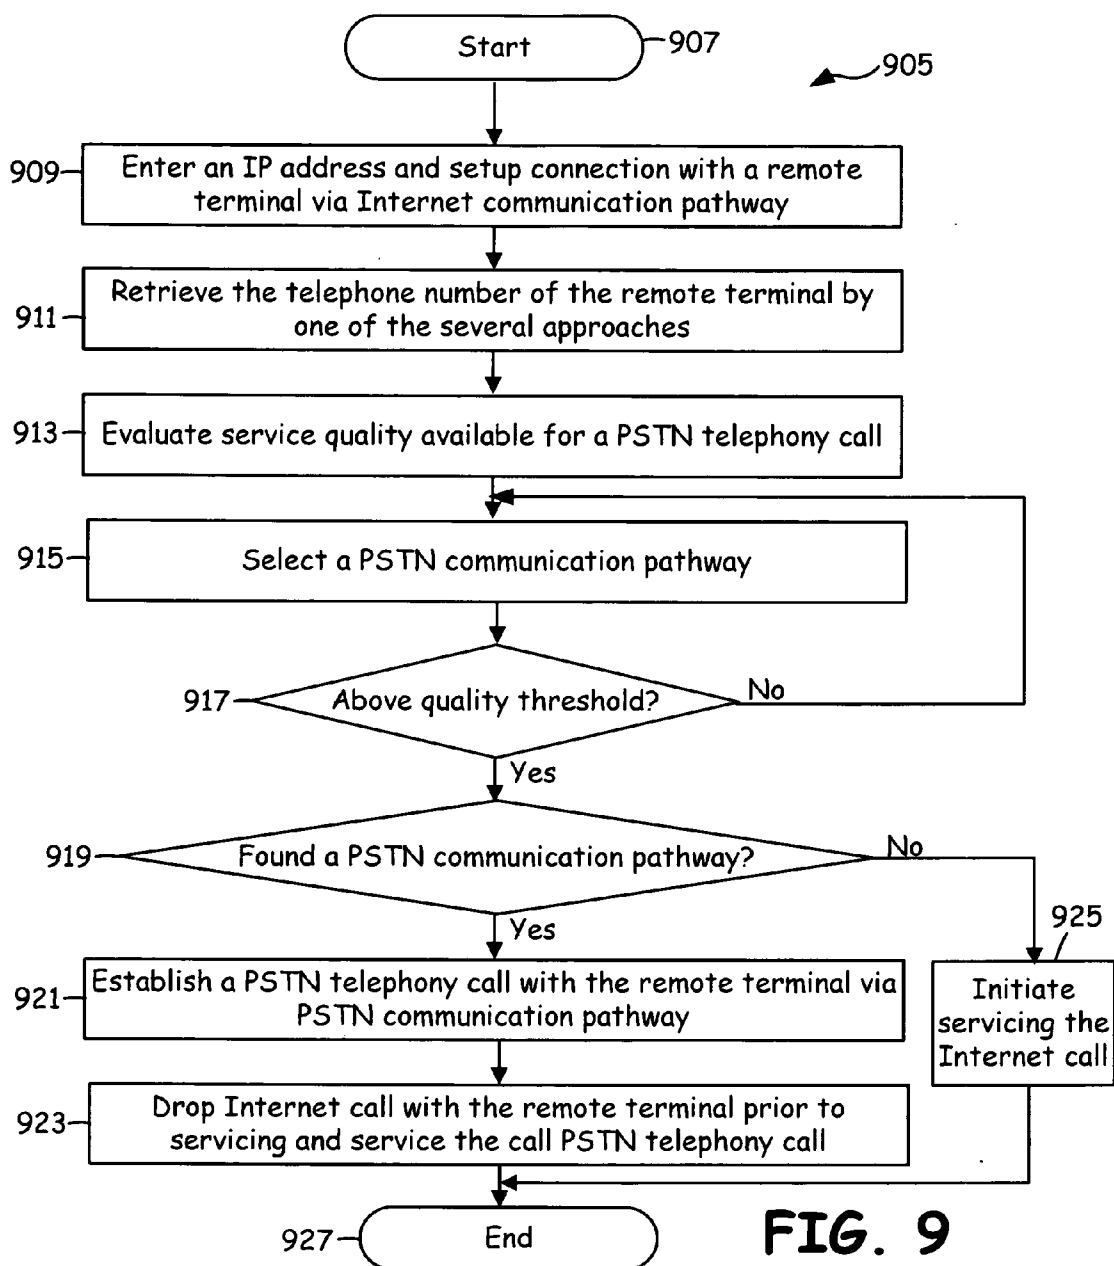 Start
907
905
909
Enter an IP address and setup connection with a remote
terminal via Internet communication pathway
911
Retrieve the telephone number of the remote terminal by
one of the several approaches
913
Evaluate service quality available for a PSTN telephony call
915
Select a PSTN communication pathway
917
Above quality threshold?
No
Yes
919
Found a PSTN communication pathway?
No
Yes
925
921
Establish a PSTN telephony call with the remote terminal via
PSTN communication pathway
Initiate
servicing the
Internet call
923
Drop Internet call with the remote terminal prior to
servicing and service the call PSTN telephony call
927
End
FIG. 9